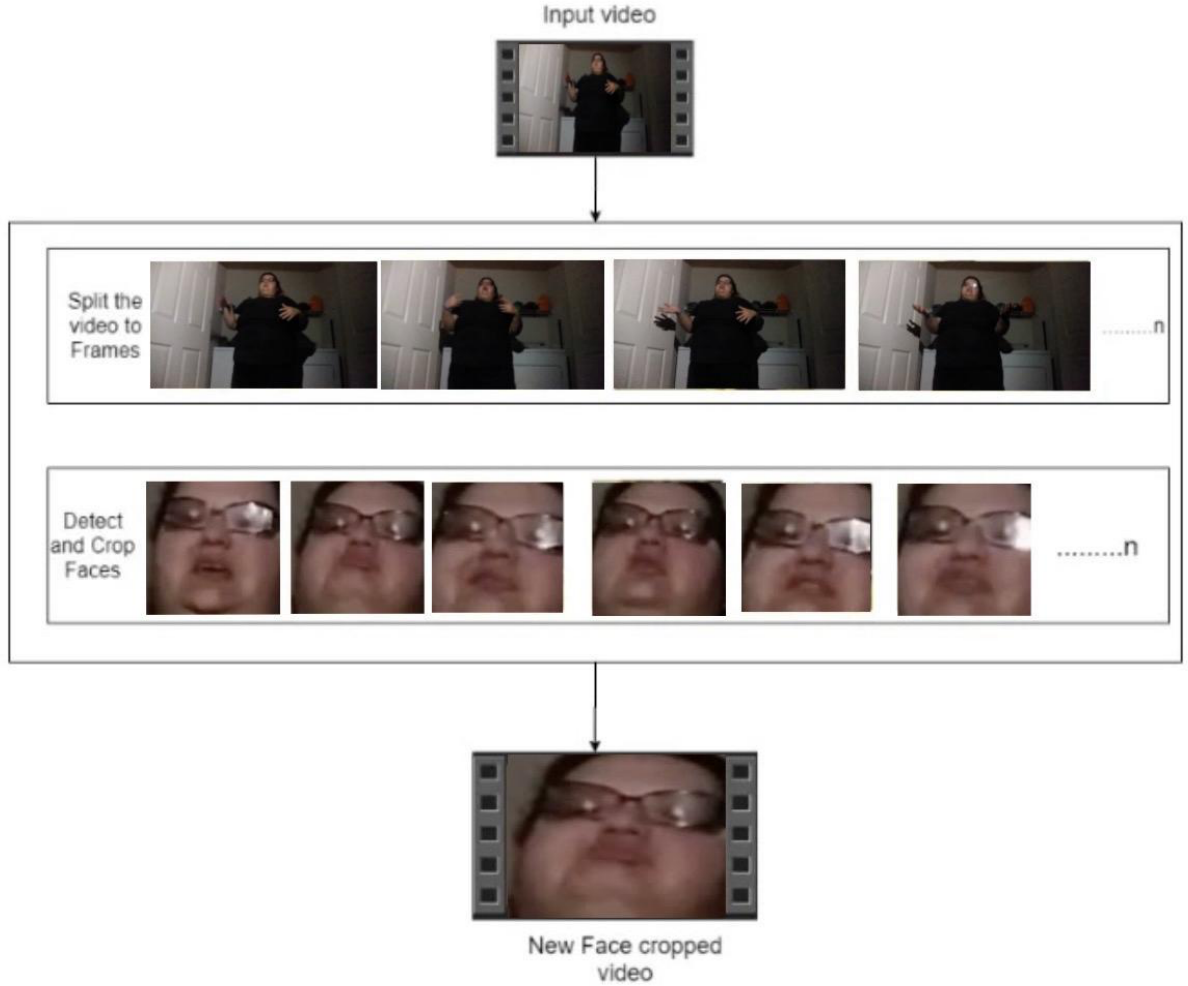 Input video
Split the
video to
Frames
.........n
Detect
and Crop
Faces
.........n
New Face cropped
video